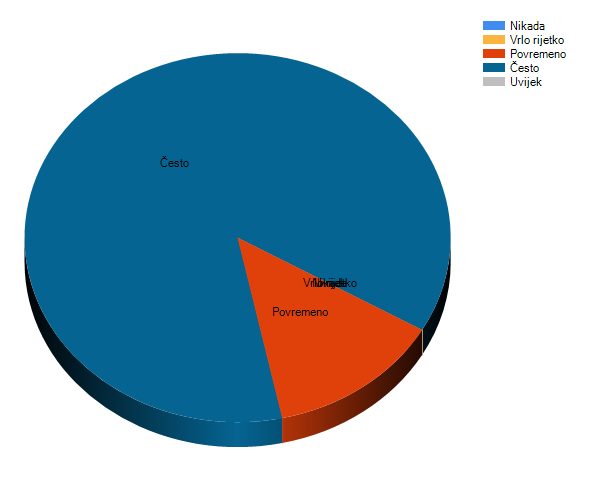 Nikada
Vrlo rijetko
Povremeno
Često
Uvijek
Često
Povremeno